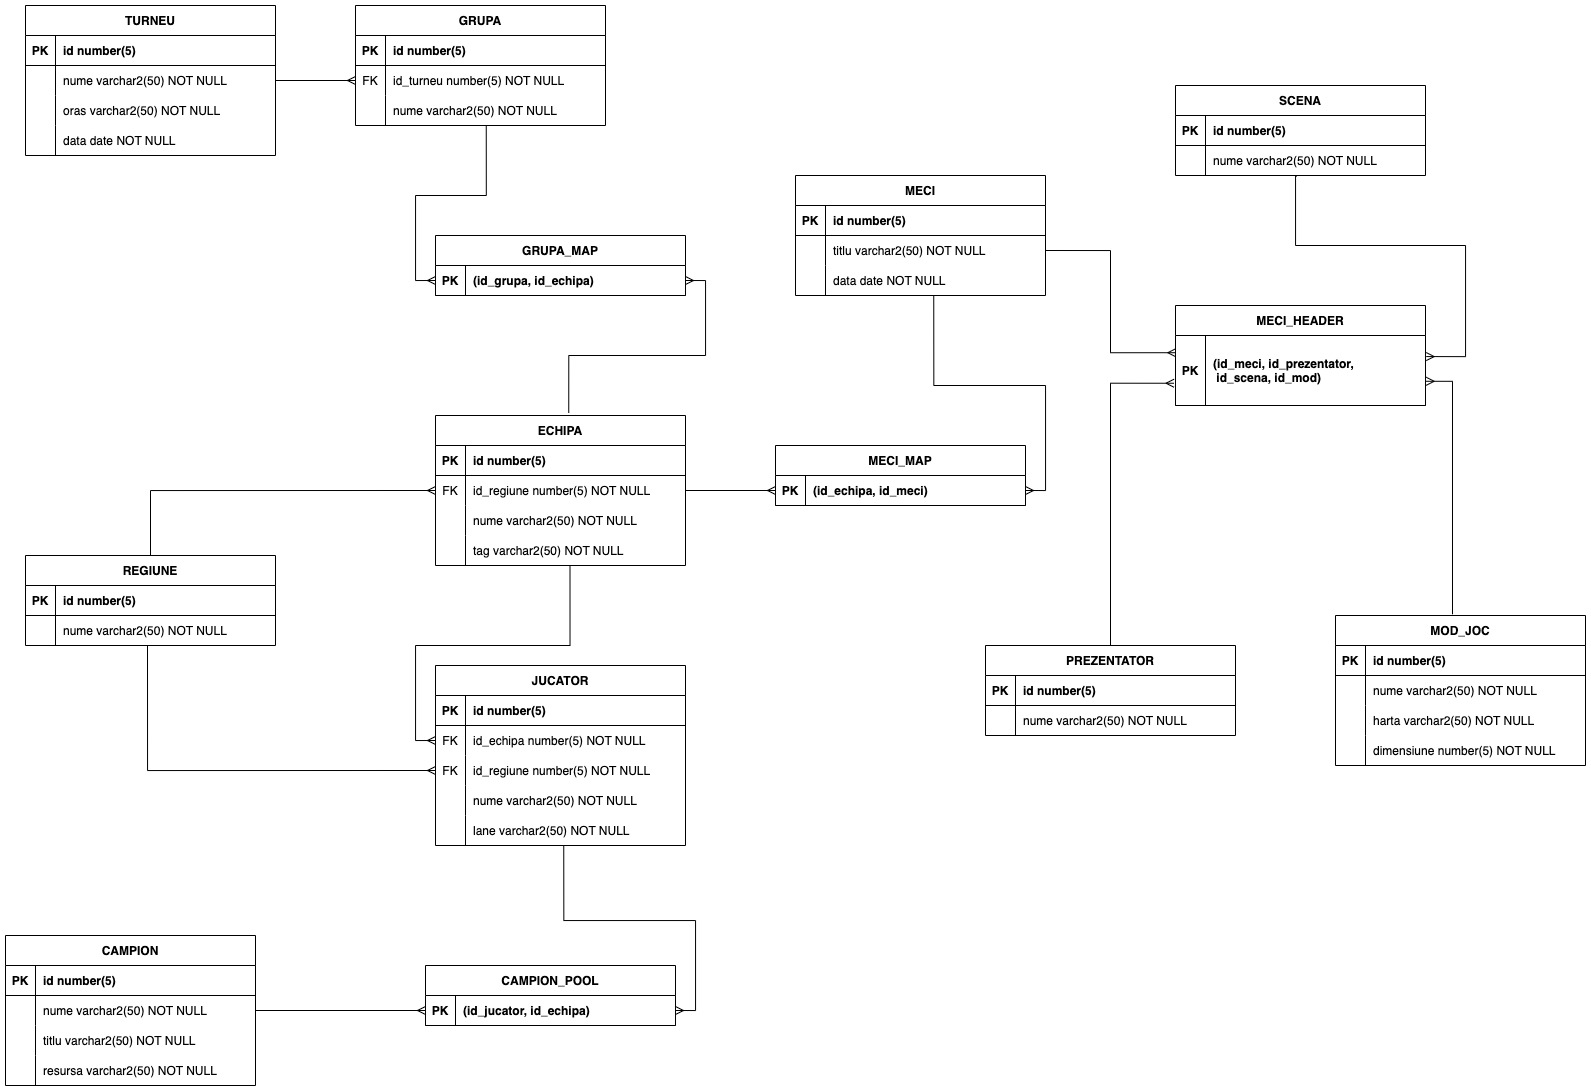 TURNEU
PK id number(5)
nume varchar2(50) NOT NULL
oras varchar2(50) NOT NULL
data date NOT NULL
GRUPA
PK id number(5)
FK id_turneu number(5) NOT NULL
nume varchar2(50) NOT NULL
SCENA
PK id number(5)
nume varchar2(50) NOT NULL
MECI
PK id number(5)
titlu varchar2(50) NOT NULL
data date NOT NULL
GRUPA_MAP
PK (id_grupa, id_echipa)
MECI_HEADER
PK (id_meci, id_prezentator,
id_scena, id_mod)
ECHIPA
PK id number(5)
FK id_regiune number(5) NOT NULL
nume varchar2(50) NOT NULL
tag varchar2(50) NOT NULL
MECI_MAP
PK (id_echipa, id_meci)
REGIUNE
PK id number(5)
nume varchar2(50) NOT NULL
JUCATOR
PK id number(5)
FK id_echipa number(5) NOT NULL
FK id_regiune number(5) NOT NULL
nume varchar2(50) NOT NULL
lane varchar2(50) NOT NULL
PREZENTATOR
PK id number(5)
nume varchar2(50) NOT NULL
MOD_JOC
PK id number(5)
nume varchar2(50) NOT NULL
harta varchar2(50) NOT NULL
dimensiune number(5) NOT NULL
CAMPION
PK id number(5)
nume varchar2(50) NOT NULL
titlu varchar2(50) NOT NULL
resursa varchar2(50) NOT NULL
CAMPION_POOL
PK (id_jucator, id_echipa)